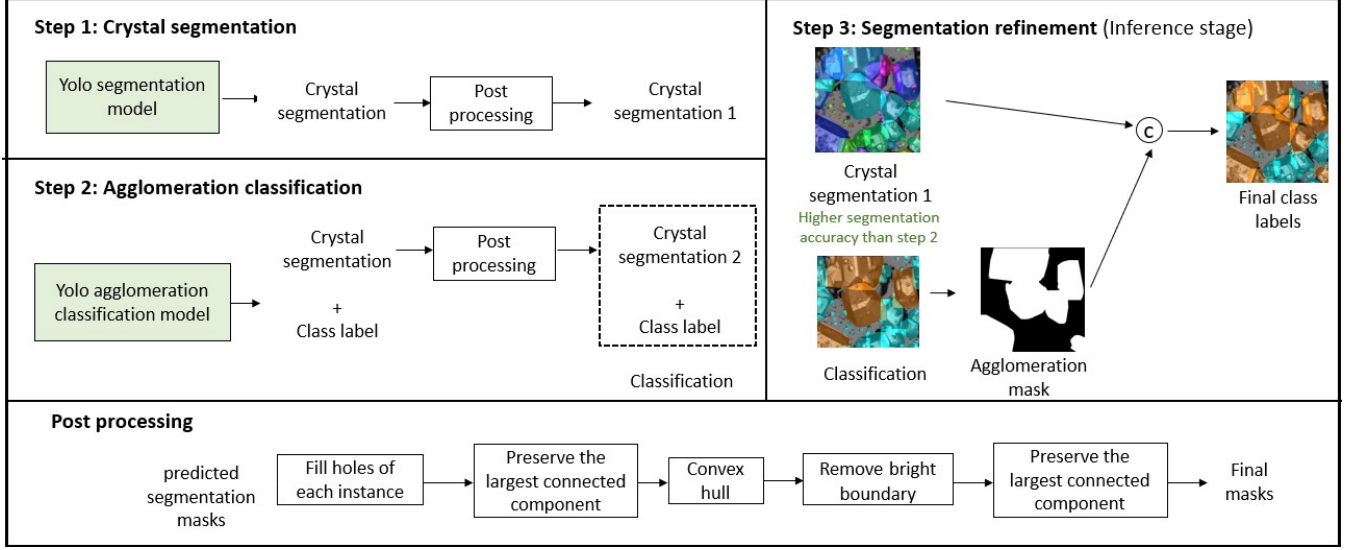 Step 1: Crystal segmentation
Yolo segmentation
model
Crystal
segmentation
Post
processing
Crystal
segmentation 1
Step 2: Agglomeration classification
Yolo agglomeration
classification model
Crystal
segmentation
+
Class label
Post
processing
Crystal
segmentation 2
+
Class label
Classification
Step 3: Segmentation refinement (Inference stage)
Crystal
segmentation 1
Higher segmentation
accuracy than step 2
C
Final class
labels
Classification
Agglomeration
mask
Post processing
predicted
segmentation
masks
Fill holes of
each instance
Preserve the
largest connected
component
Convex
hull
Remove bright
boundary
Preserve the
largest connected
component
Final
masks